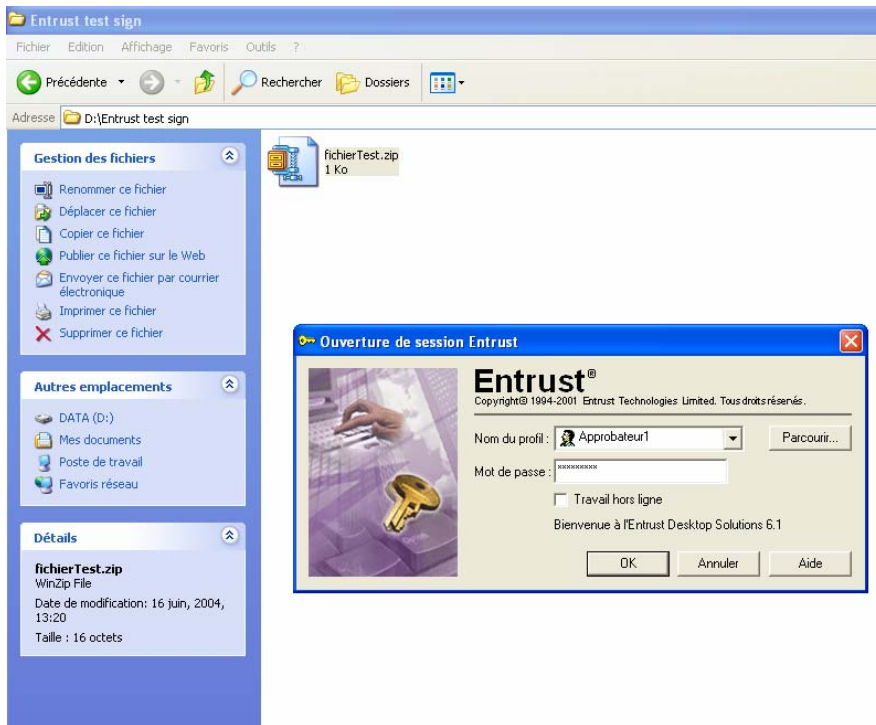 Entrust test sign
Fichier Edition Affichage Favoris Outils ?
Précédente Rechercher Dossiers
Adresse D:\Entrust test sign
Gestion des fichiers
Renommer ce fichier
Déplacer ce fichier
Copier ce fichier
Publier ce fichier sur le Web
Envoyer ce fichier par courrier
électronique
Imprimer ce fichier
Supprimer ce fichier
Autres emplacements
DATA (D:)
Mes documents
Poste de travail
Favoris réseau
Détails
fichierTest.zip
WinZip File
Date de modification: 16 juin, 2004,
13:20
Taille : 16 octets
fichierTest.zip
1 Ko
Ouverture de session Entrust
Entrust®
Copyright© 1994-2001 Entrust Technologies Limited. Tous droits résenés.
Nom du profil : Approbateur1 Parcourir...
Mot de passe : ×××××××××
Travail hors ligne
Bienvenue à l'Entrust Desktop Solutions 6.1
OK Annuler Aide